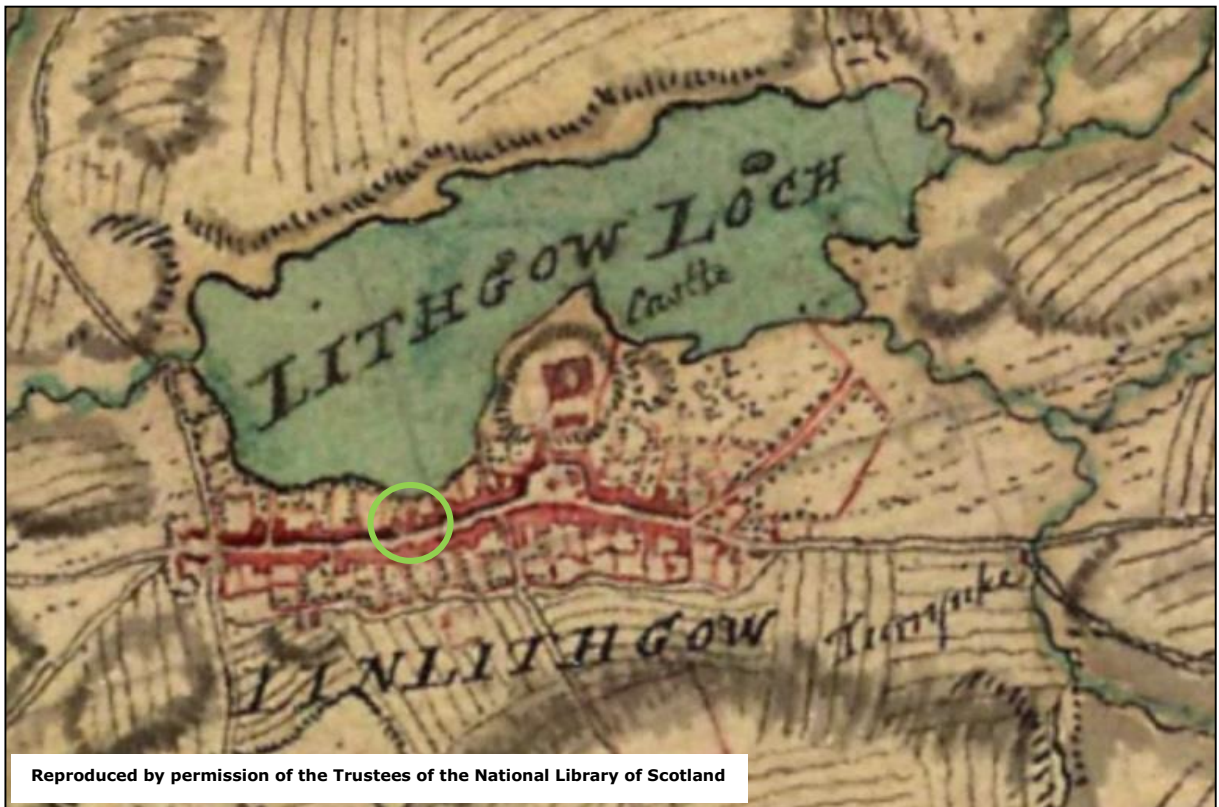 LITHGOW LOCH
Castle
LINLITHGOW
Turnpike
Reproduced by permission of the Trustees of the National Library of Scotland